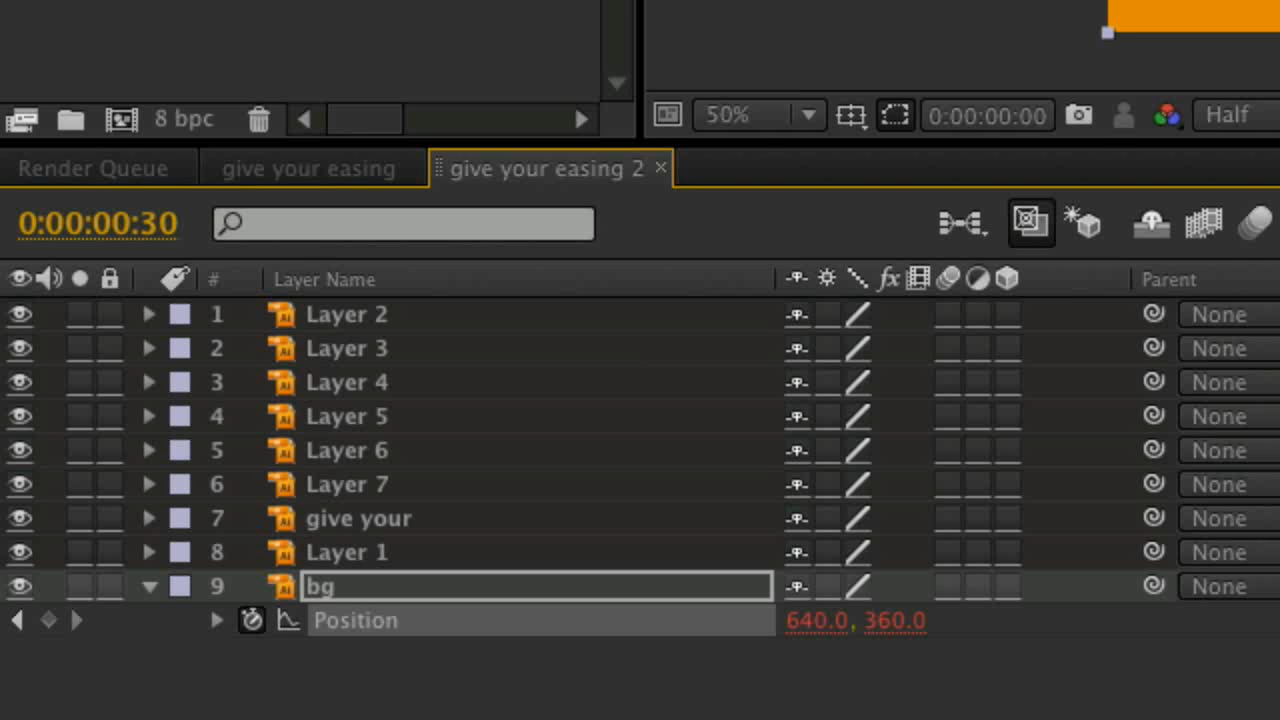 8 bpc
50%
0:00:00:00
Half
Render Queue
give your easing
give your easing 2 ×
0:00:00:30
# Layer Name fx Parent
1 Layer 2 None
2 Layer 3 None
3 Layer 4 None
4 Layer 5 None
5 Layer 6 None
6 Layer 7 None
7 give your None
8 Layer 1 None
9 bg None
Position 640.0, 360.0